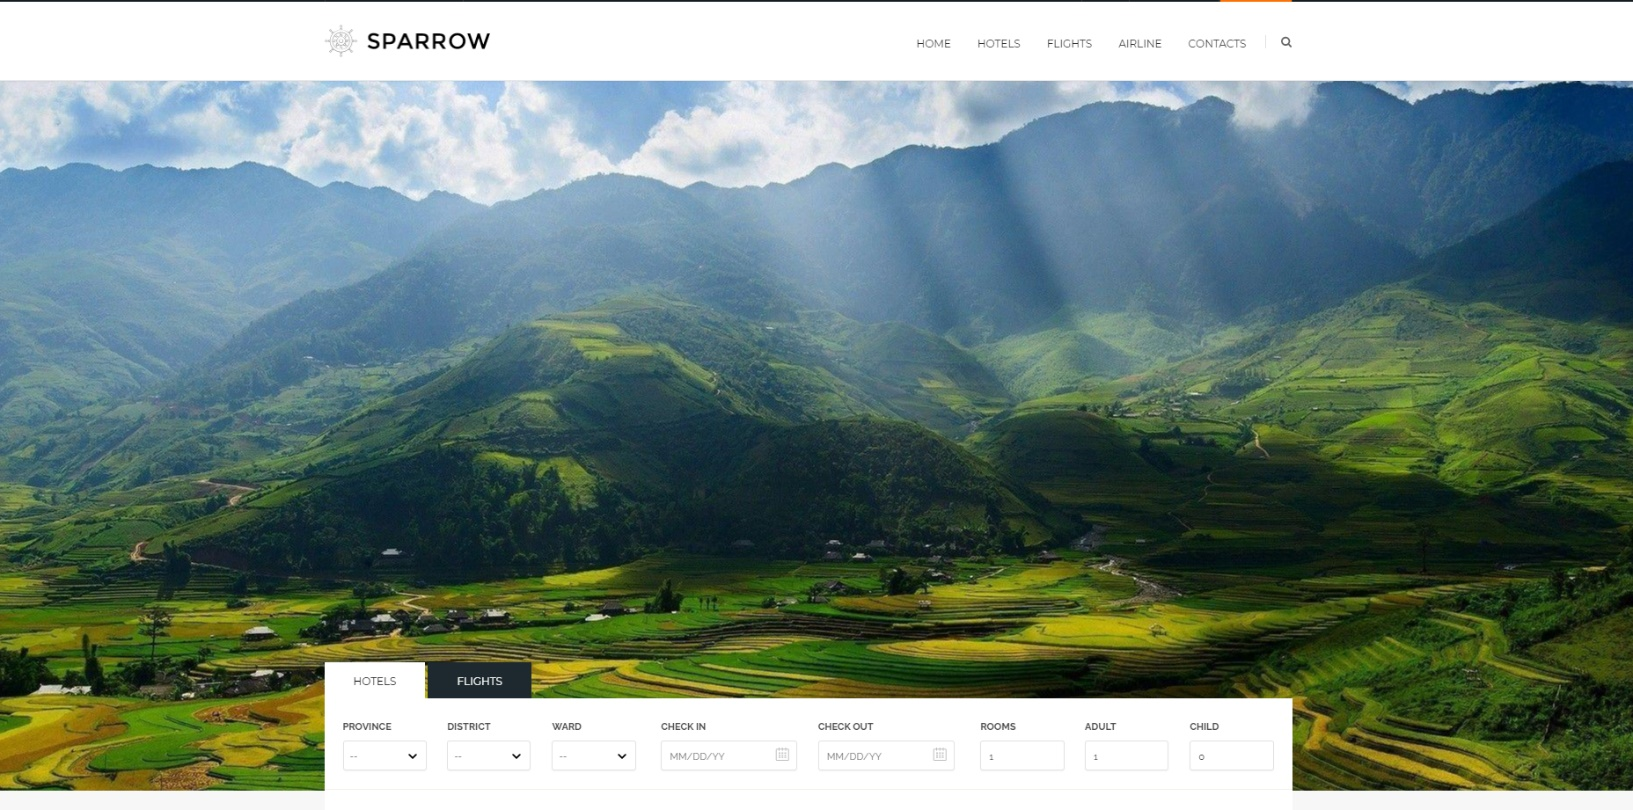 SPARROW
HOME HOTELS FLIGHTS AIRLINE CONTACTS
HOTELS FLIGHTS
PROVINCE DISTRICT WARD CHECK IN CHECK OUT ROOMS ADULT CHILD
-- -- -- MM/DD/YY MM/DD/YY 1 1 0